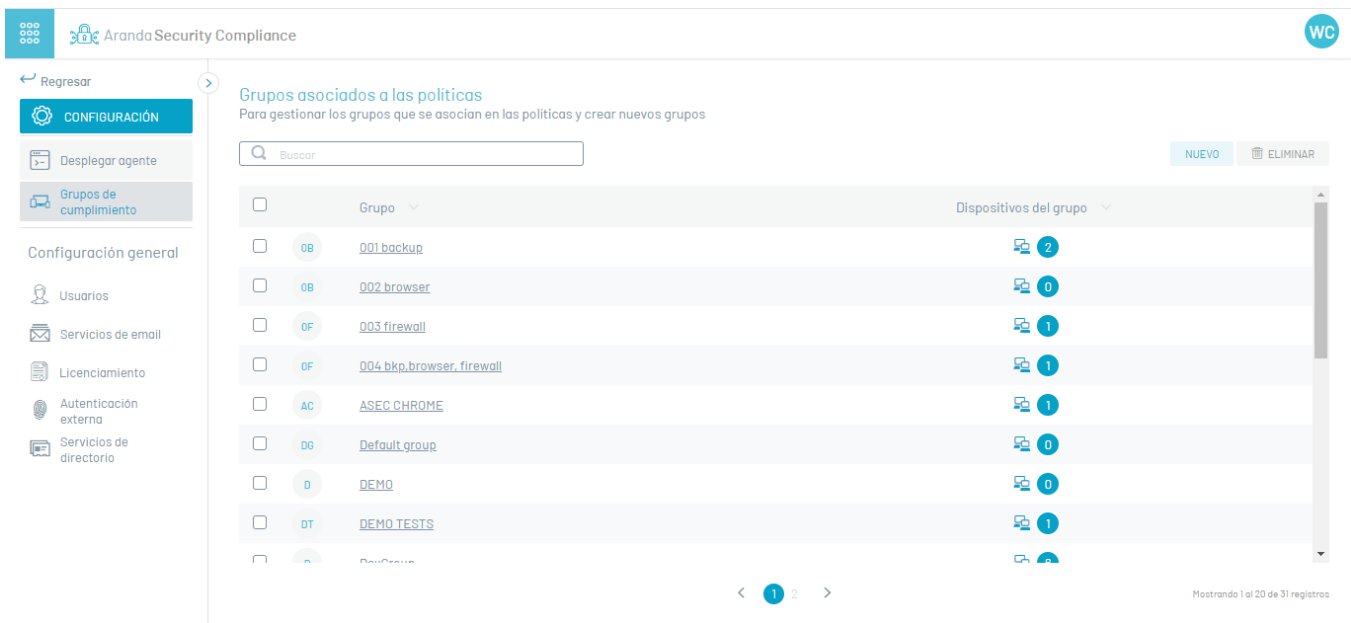 Aranda Security Compliance
WC
Regresar
CONFIGURACIÓN
Desplegar agente
Grupos de
cumplimiento
Configuración general
Usuarios
Servicios de email
Licenciamiento
Autenticación
externa
Servicios de
directorio
Grupos asociados a las políticas
Para gestionar los grupos que se asocian en las políticas y crear nuevos grupos
Buscar
NUEVO
ELIMINAR
Grupo
Dispositivos del grupo
0B 001 backup 2
0B 002 browser 0
0F 003 firewall 1
0F 004 bkp,browser, firewall 1
AC ASEC CHROME 1
DG Default group 0
D DEMO 0
DT DEMO TESTS 1
1 2
Mostrando 1 al 20 de 31 registros